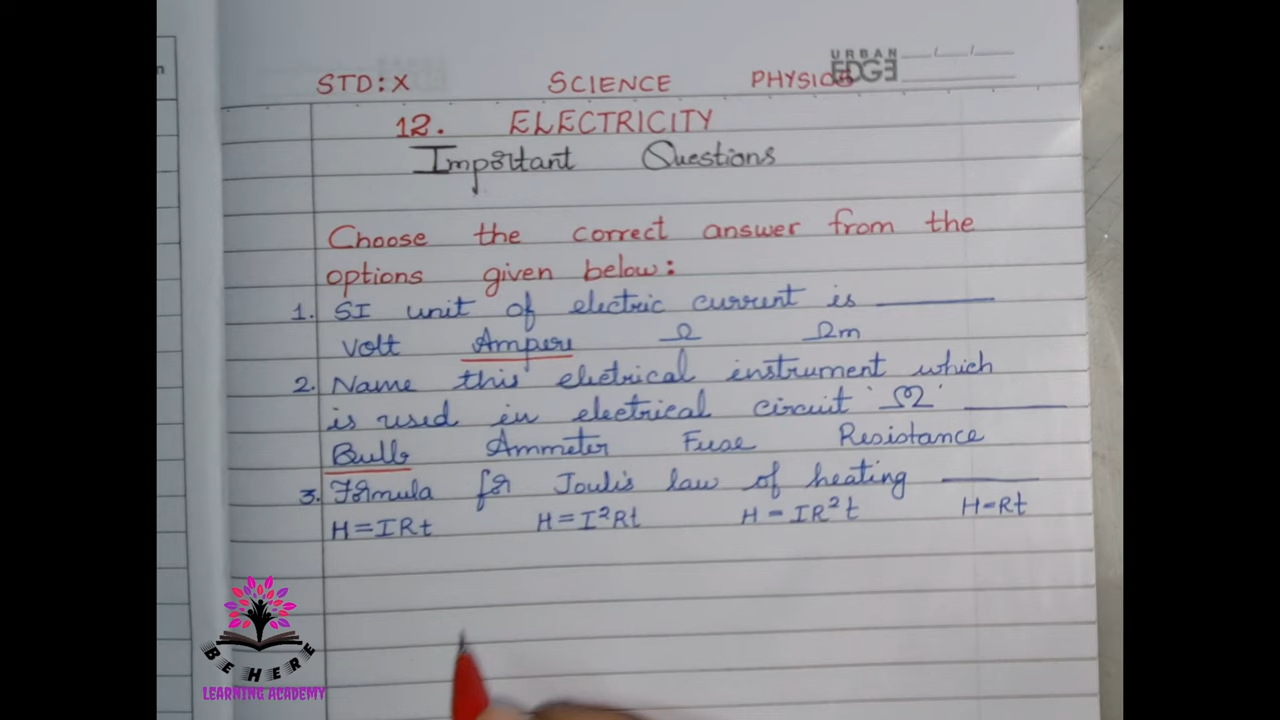 URBAN
EDGE
STD: X SCIENCE PHYSICS
12. ELECTRICITY
Important Questions
Choose the correct answer from the
options given below:
1. SI unit of electric current is ______
Volt Ampere Ω Ωm
2. Name this electrical instrument which
is used in electrical circuit ' ' ______
Bulb Ammeter Fuse Resistance
3. Formula for Joule's law of heating ______
H=IRt H=I²Rt H=IR²t H=Rt
BEHERE
LEARNING ACADEMY